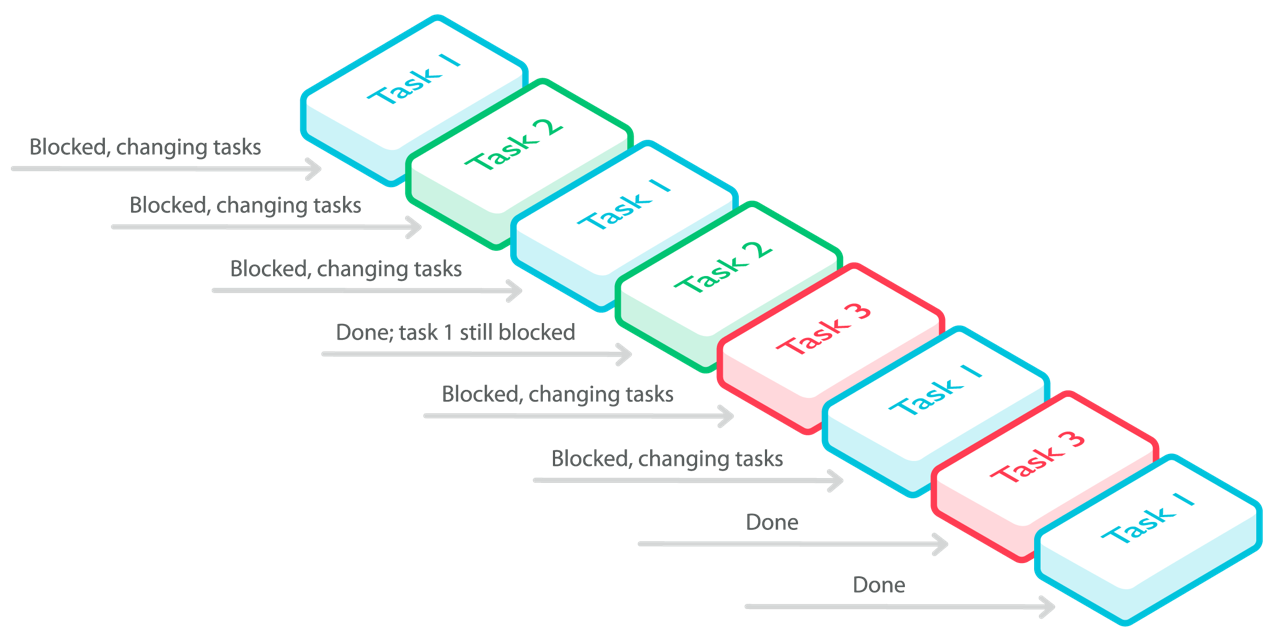 Task 1
Blocked, changing tasks
Task 2
Blocked, changing tasks
Task 1
Blocked, changing tasks
Task 2
Done; task 1 still blocked
Task 3
Blocked, changing tasks
Task 1
Blocked, changing tasks
Task 3
Done
Task 1
Done